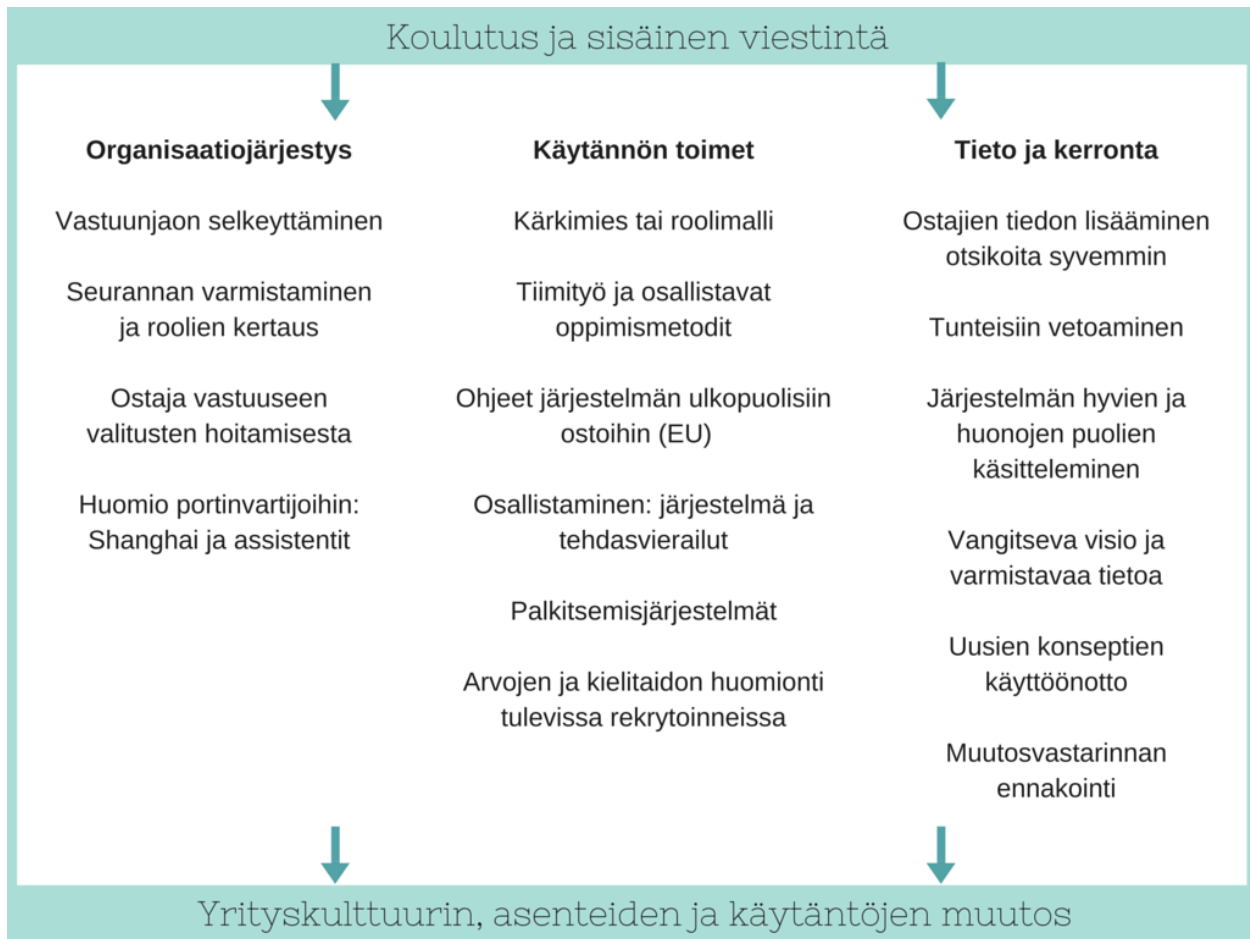 Koulutus ja sisäinen viestintä
Organisaatiojärjestys
Vastuunjaon selkeyttäminen
Seurannan varmistaminen
ja roolien kertaus
Ostaja vastuuseen
valitusten hoitamisesta
Huomio portinvartijoihin:
Shanghai ja assistentit
Käytännön toimet
Kärkimies tai roolimalli
Tiimityö ja osallistavat
oppimismetodit
Ohjeet järjestelmän ulkopuolisiin
ostoihin (EU)
Osallistaminen: järjestelmä ja
tehdasvierailut
Palkitsemisjärjestelmät
Arvojen ja kielitaidon huomionti
tulevissa rekrytoinneissa
Tieto ja kerronta
Ostajien tiedon lisääminen
otsikoita syvemmin
Tunteisiin vetoaminen
Järjestelmän hyvien ja
huonojen puolien
käsitteleminen
Vangitseva visio ja
varmistavaa tietoa
Uusien konseptien
käyttöönotto
Muutosvastarinnan
ennakointi
Yrityskulttuurin, asenteiden ja käytäntöjen muutos